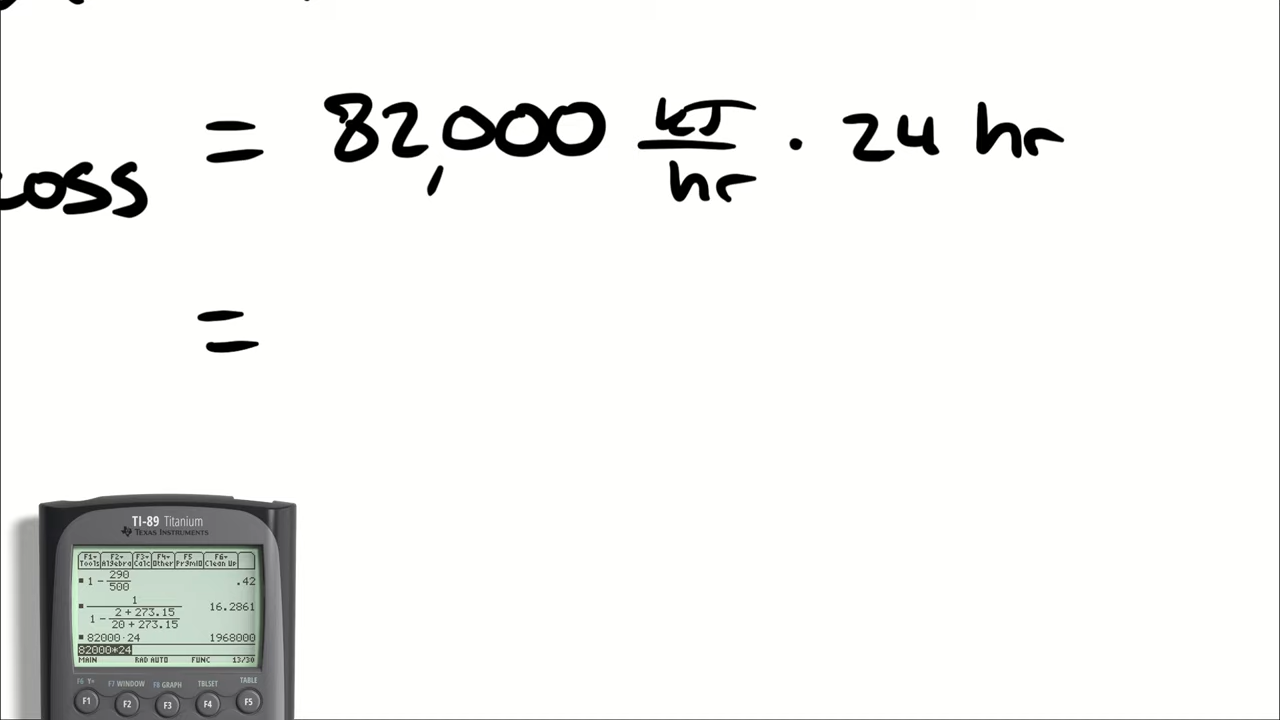 = 82,000 kJ/hr · 24 hr
Loss
=
TI-89 Titanium
TEXAS INSTRUMENTS
F1 F2 F3 F4 F5 F6
Tools Algebra Calc Other PrgmIO Clean Up
1 - 290/500 .42
1/(1 - (2 + 273.15)/(20 + 273.15)) 16.2861
82000·24 1968000
82000*24
MAIN RAD AUTO FUNC 13/30
F6 Y= F7 WINDOW F8 GRAPH TBLSET TABLE
F1 F2 F3 F4 F5